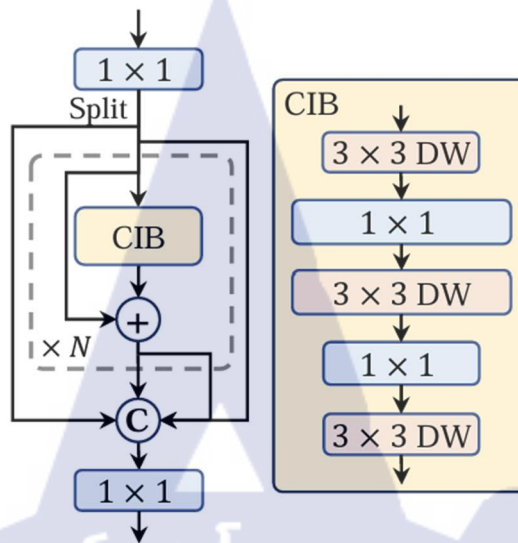 1 × 1
Split
CIB
+
× N
C
1 × 1
CIB
3 × 3 DW
1 × 1
3 × 3 DW
1 × 1
3 × 3 DW